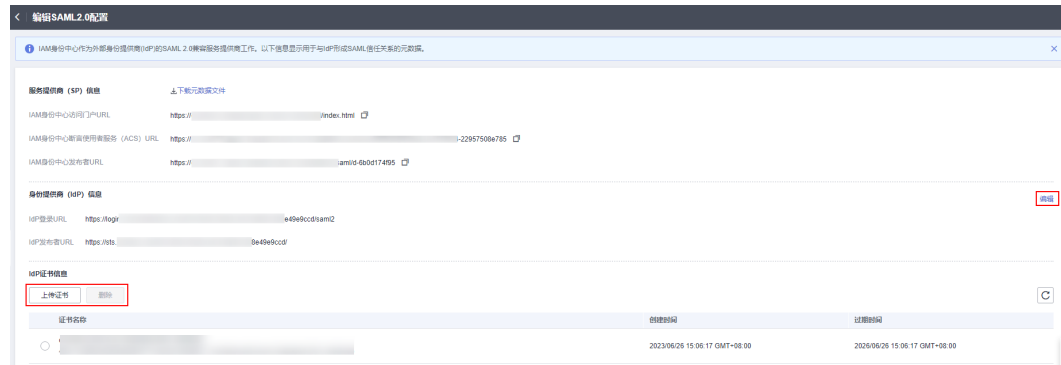 编辑SAML2.0配置
IAM身份中心作为外部身份提供商(IdP)的SAML 2.0兼容服务提供商工作。以下信息显示用于与IdP形成SAML信任关系的元数据。
服务提供商（SP）信息 下载元数据文件
IAM身份中心访问门户URL https:// /index.html
IAM身份中心断言使用者服务（ACS）URL https:// i-22957508e785
IAM身份中心发布者URL https:// aml/d-6b0d174f95
身份提供商（IdP）信息 编辑
IdP登录URL https://login e49e9ccd/saml2
IdP发布者URL https://sts. 8e49e9ccd/
IdP证书信息
上传证书 删除
证书名称 创建时间 过期时间
2023/06/26 15:06:17 GMT+08:00 2026/06/26 15:06:17 GMT+08:00